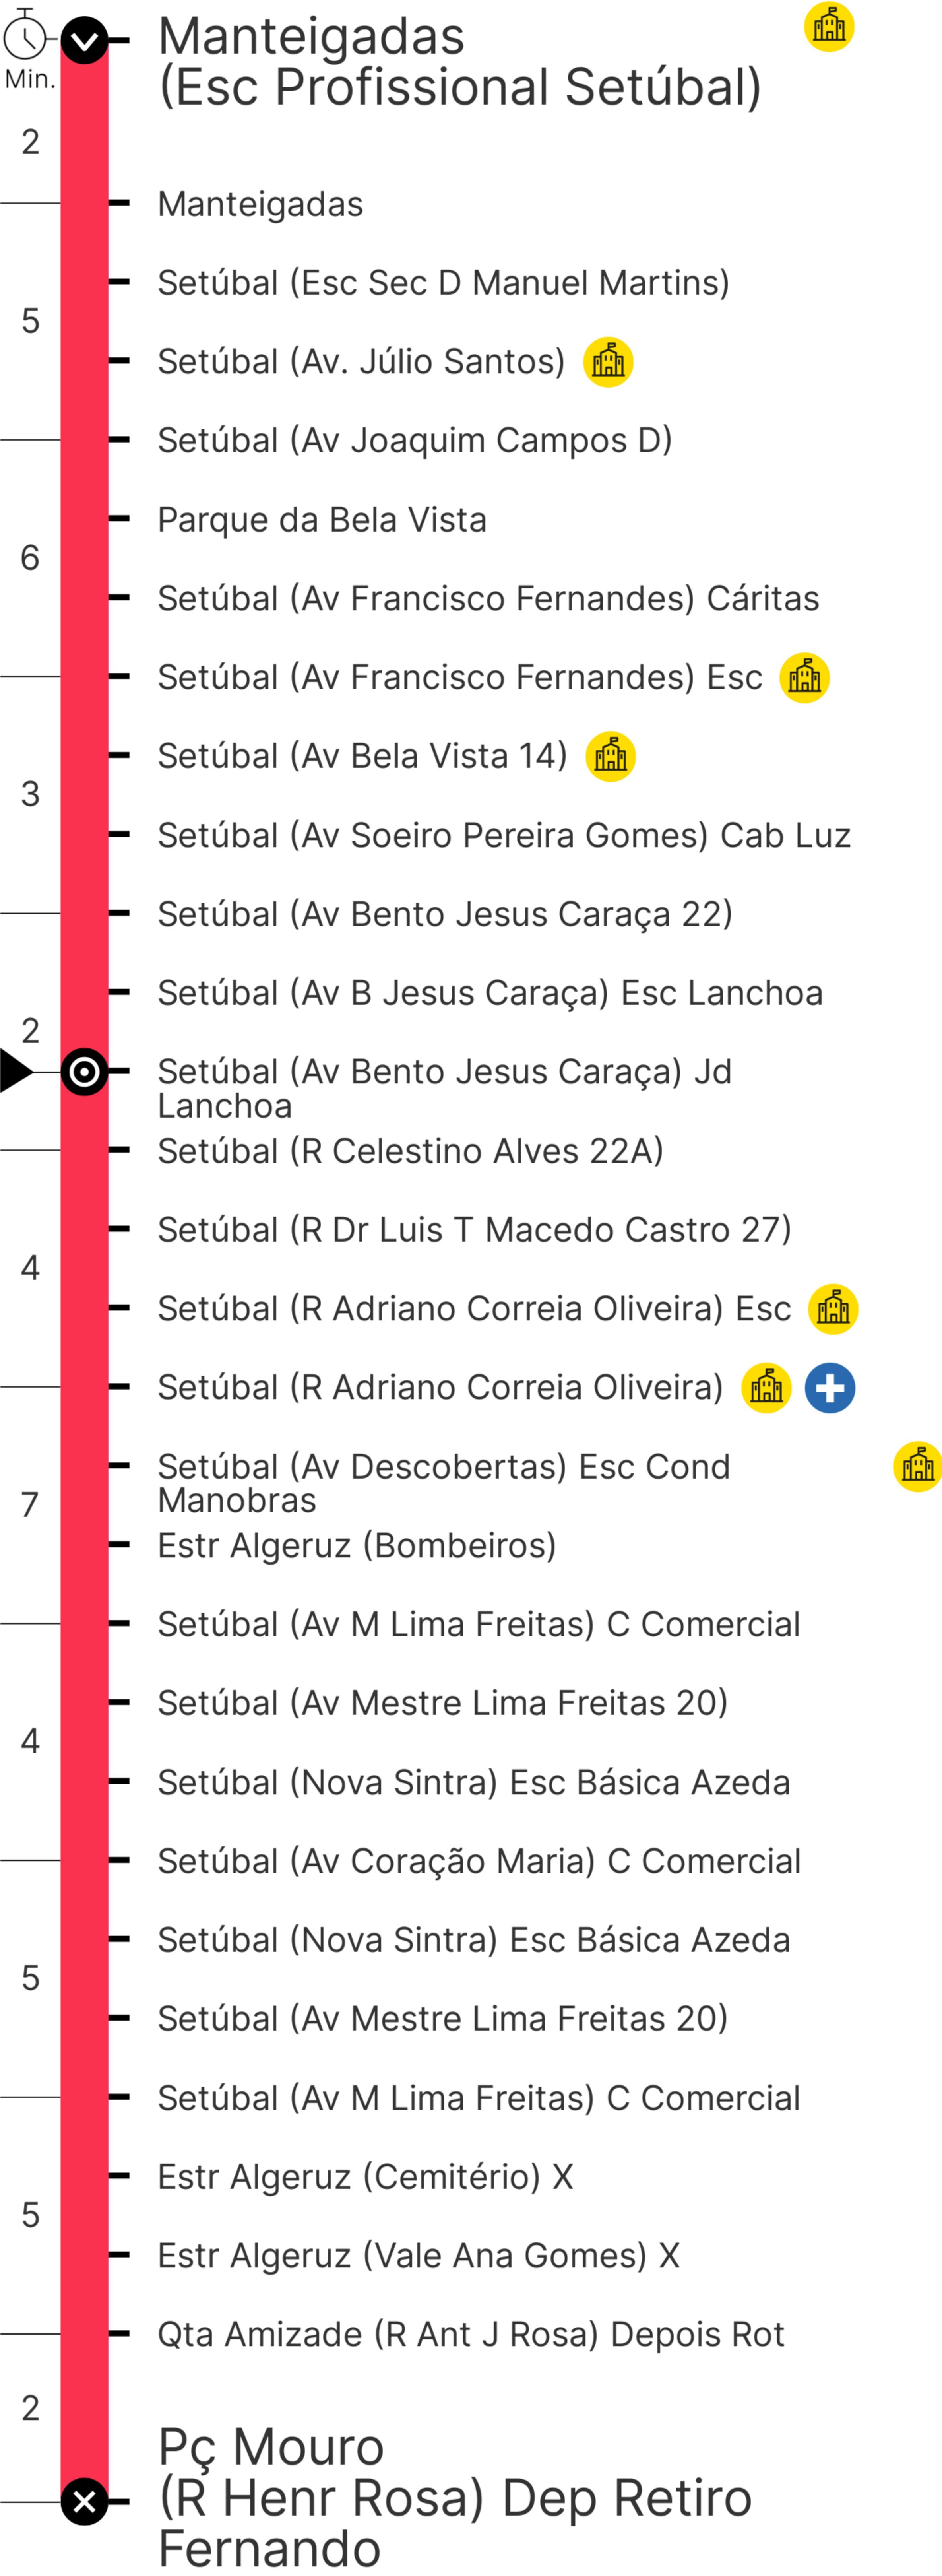 Manteigadas
(Esc Profissional Setúbal)
Min.
2
Manteigadas
Setúbal (Esc Sec D Manuel Martins)
5
Setúbal (Av. Júlio Santos)
Setúbal (Av Joaquim Campos D)
Parque da Bela Vista
6
Setúbal (Av Francisco Fernandes) Cáritas
Setúbal (Av Francisco Fernandes) Esc
Setúbal (Av Bela Vista 14)
3
Setúbal (Av Soeiro Pereira Gomes) Cab Luz
Setúbal (Av Bento Jesus Caraça 22)
Setúbal (Av B Jesus Caraça) Esc Lanchoa
2
Setúbal (Av Bento Jesus Caraça) Jd
Lanchoa
Setúbal (R Celestino Alves 22A)
Setúbal (R Dr Luis T Macedo Castro 27)
4
Setúbal (R Adriano Correia Oliveira) Esc
Setúbal (R Adriano Correia Oliveira)
Setúbal (Av Descobertas) Esc Cond
Manobras
7
Estr Algeruz (Bombeiros)
Setúbal (Av M Lima Freitas) C Comercial
Setúbal (Av Mestre Lima Freitas 20)
4
Setúbal (Nova Sintra) Esc Básica Azeda
Setúbal (Av Coração Maria) C Comercial
Setúbal (Nova Sintra) Esc Básica Azeda
5
Setúbal (Av Mestre Lima Freitas 20)
Setúbal (Av M Lima Freitas) C Comercial
Estr Algeruz (Cemitério) X
5
Estr Algeruz (Vale Ana Gomes) X
Qta Amizade (R Ant J Rosa) Depois Rot
2
Pç Mouro
(R Henr Rosa) Dep Retiro
Fernando